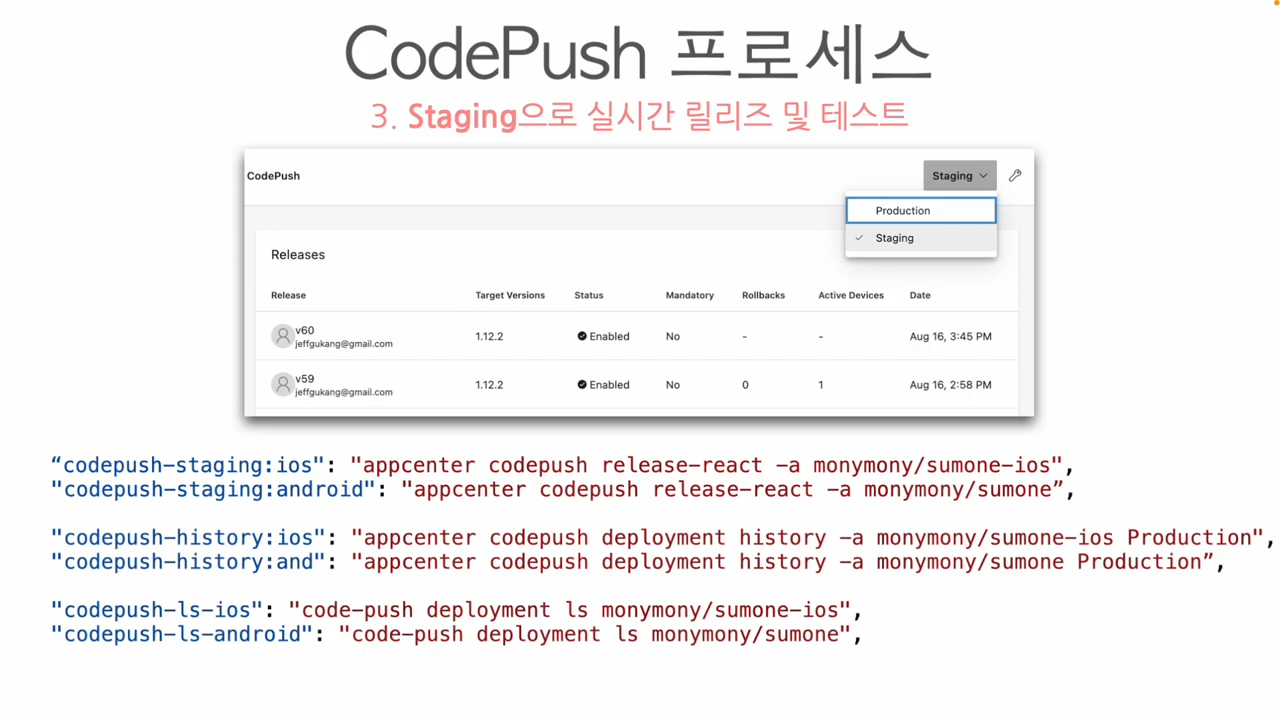 CodePush 프로세스
3. Staging으로 실시간 릴리즈 및 테스트
CodePush
Staging
Production
Staging
Releases
Release Target Versions Status Mandatory Rollbacks Active Devices Date
v60
jeffgukang@gmail.com
1.12.2 Enabled No - - Aug 16, 3:45 PM
v59
jeffgukang@gmail.com
1.12.2 Enabled No 0 1 Aug 16, 2:58 PM
“codepush-staging:ios": "appcenter codepush release-react -a monymony/sumone-ios",
"codepush-staging:android": "appcenter codepush release-react -a monymony/sumone”,
"codepush-history:ios": "appcenter codepush deployment history -a monymony/sumone-ios Production",
"codepush-history:and": "appcenter codepush deployment history -a monymony/sumone Production”,
"codepush-ls-ios": "code-push deployment ls monymony/sumone-ios",
"codepush-ls-android": "code-push deployment ls monymony/sumone",